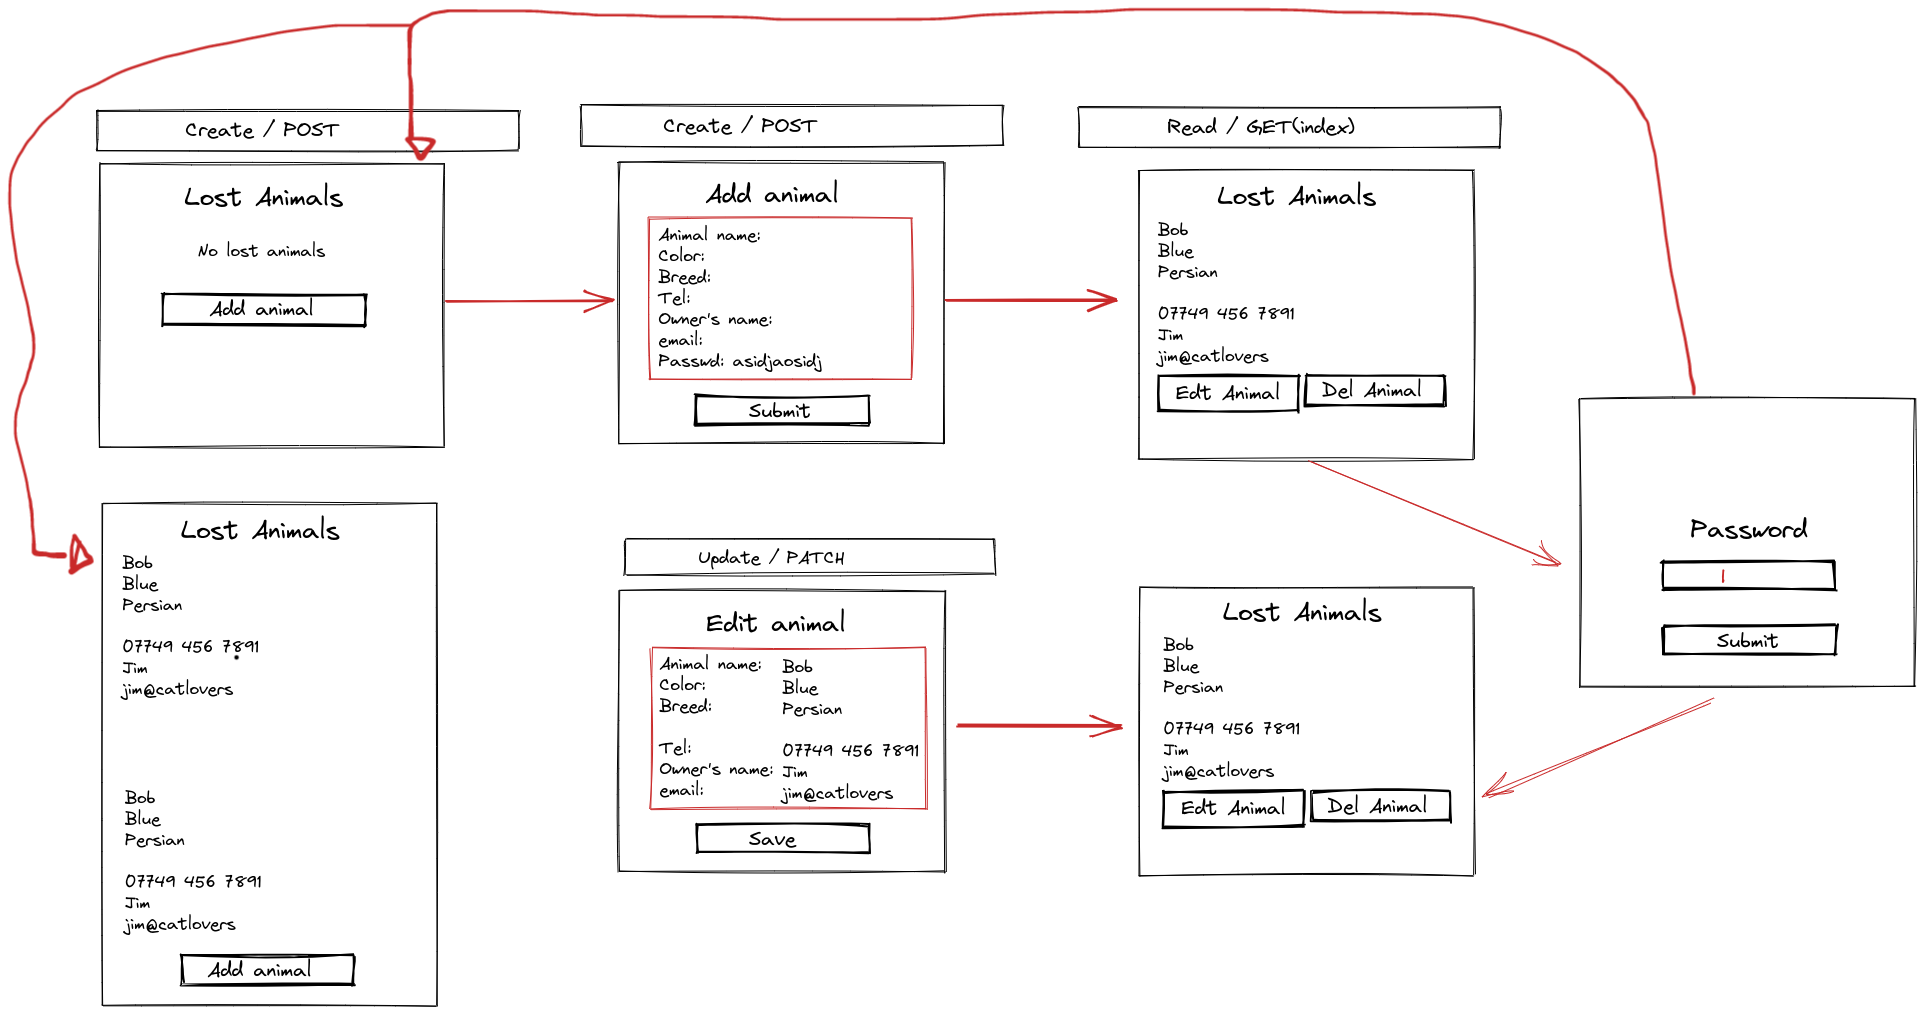 Create / POST
Lost Animals
No lost animals
Add animal
Create / POST
Add animal
Animal name:
Color:
Breed:
Tel:
Owner's name:
email:
Passwd: asidjaosidj
Submit
Read / GET(index)
Lost Animals
Bob
Blue
Persian
07749 456 7891
Jim
jim@catlovers
Edt Animal
Del Animal
Password
Submit
Lost Animals
Bob
Blue
Persian
07749 456 7891
Jim
jim@catlovers
Bob
Blue
Persian
07749 456 7891
Jim
jim@catlovers
Add animal
Update / PATCH
Edit animal
Animal name: Bob
Color: Blue
Breed: Persian
Tel: 07749 456 7891
Owner's name: Jim
email: jim@catlovers
Save
Lost Animals
Bob
Blue
Persian
07749 456 7891
Jim
jim@catlovers
Edt Animal
Del Animal